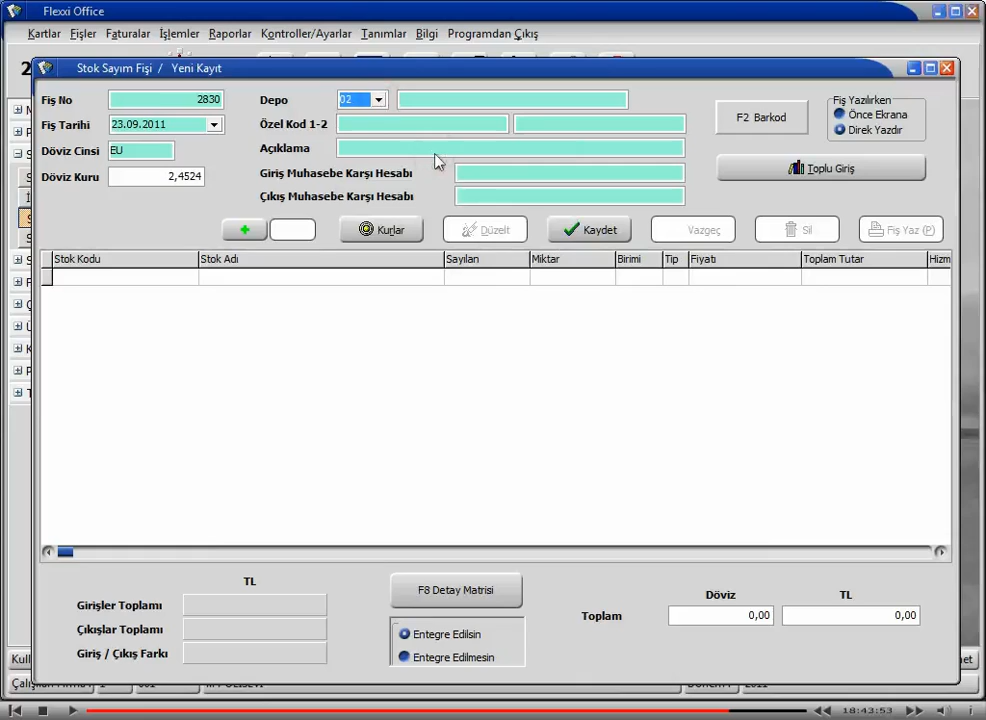 Flexxi Office
Kartlar Fişler Faturalar İşlemler Raporlar Kontroller/Ayarlar Tanımlar Bilgi Programdan Çıkış
Stok Sayım Fişi / Yeni Kayıt
Fiş No 2830 Depo 02
Fiş Yazılırken
Önce Ekrana
Direk Yazdır
F2 Barkod
Fiş Tarihi 23.09.2011 Özel Kod 1-2
Döviz Cinsi EU Açıklama
Döviz Kuru 2,4524 Giriş Muhasebe Karşı Hesabı
Toplu Giriş
Çıkış Muhasebe Karşı Hesabı
+ Kurlar Düzelt Kaydet Vazgeç Sil Fiş Yaz (P)
Stok Kodu Stok Adı Sayılan Miktar Birimi Tip Fiyatı Toplam Tutar Hizm
TL
F8 Detay Matrisi
Döviz TL
Girişler Toplamı
Toplam 0,00 0,00
Çıkışlar Toplamı
Entegre Edilsin
Giriş / Çıkış Farkı
Entegre Edilmesin
18:43:53